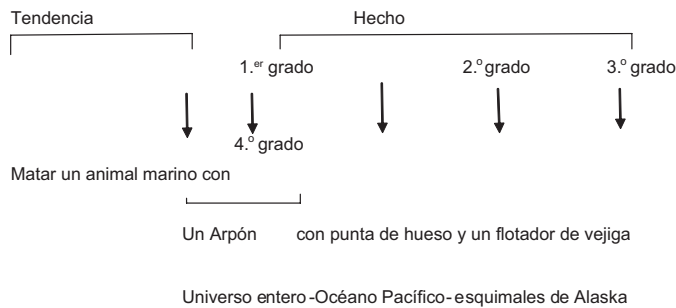 Tendencia Hecho
1.er grado 2.º grado 3.º grado
4.º grado
Matar un animal marino con
Un Arpón con punta de hueso y un flotador de vejiga
Universo entero-Océano Pacífico-esquimales de Alaska